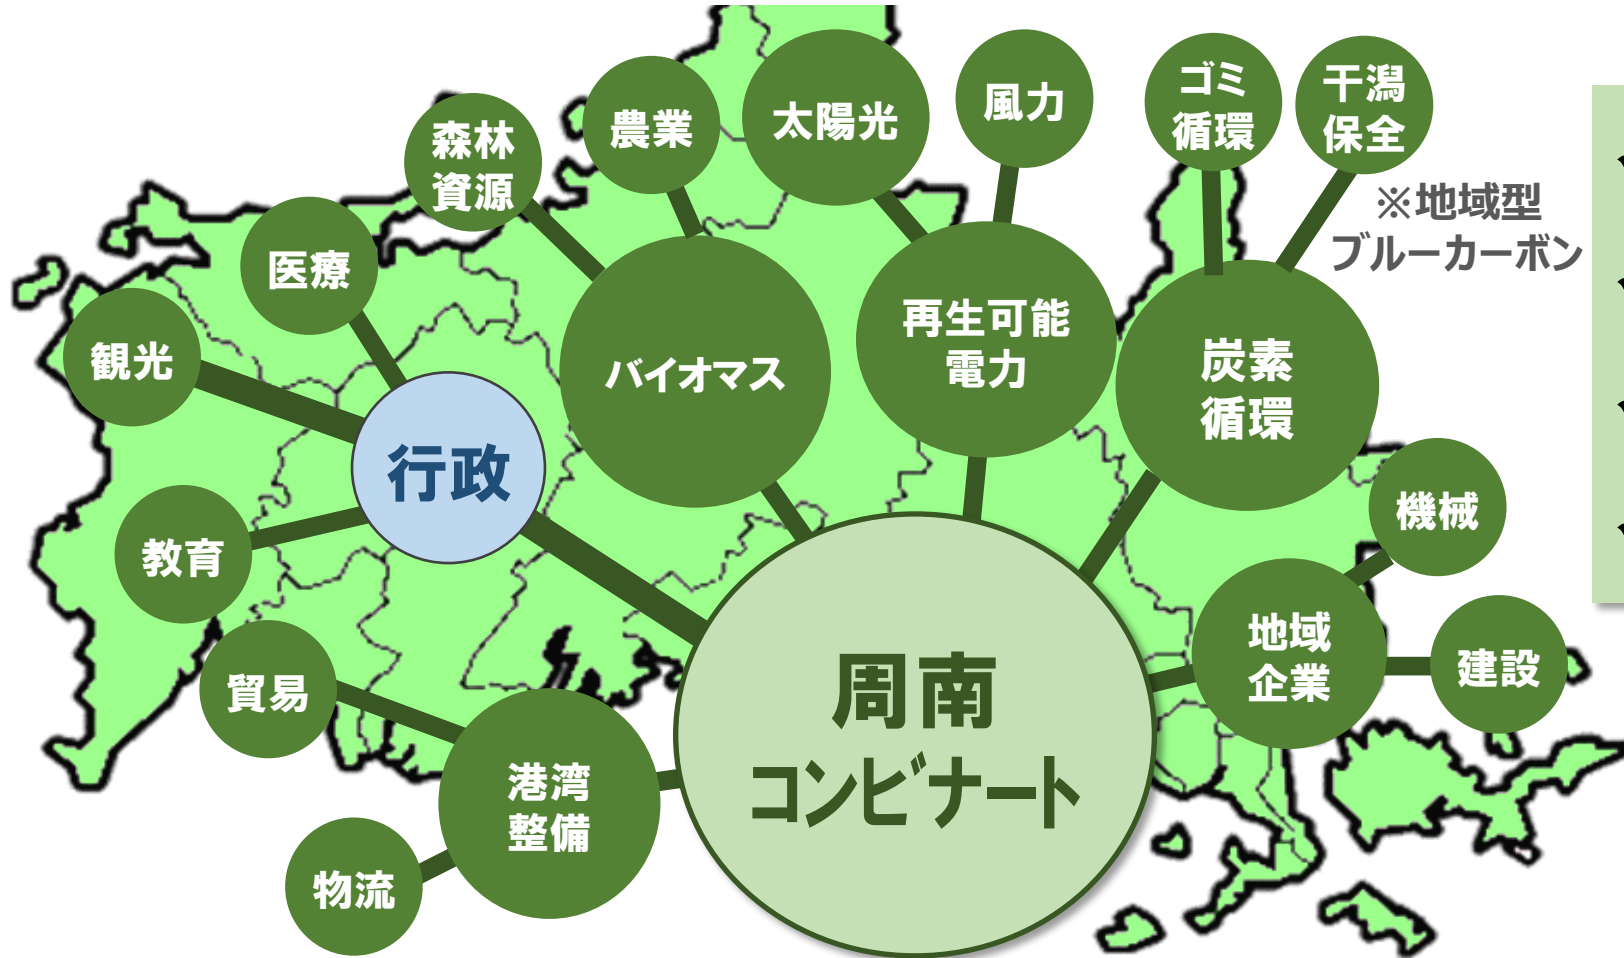 森林
資源
農業
太陽光
風力
ゴミ
循環
干潟
保全
※地域型
ブルーカーボン
医療
観光
バイオマス
再生可能
電力
炭素
循環
行政
教育
機械
地域
企業
建設
貿易
周南
コンビナート
港湾
整備
物流